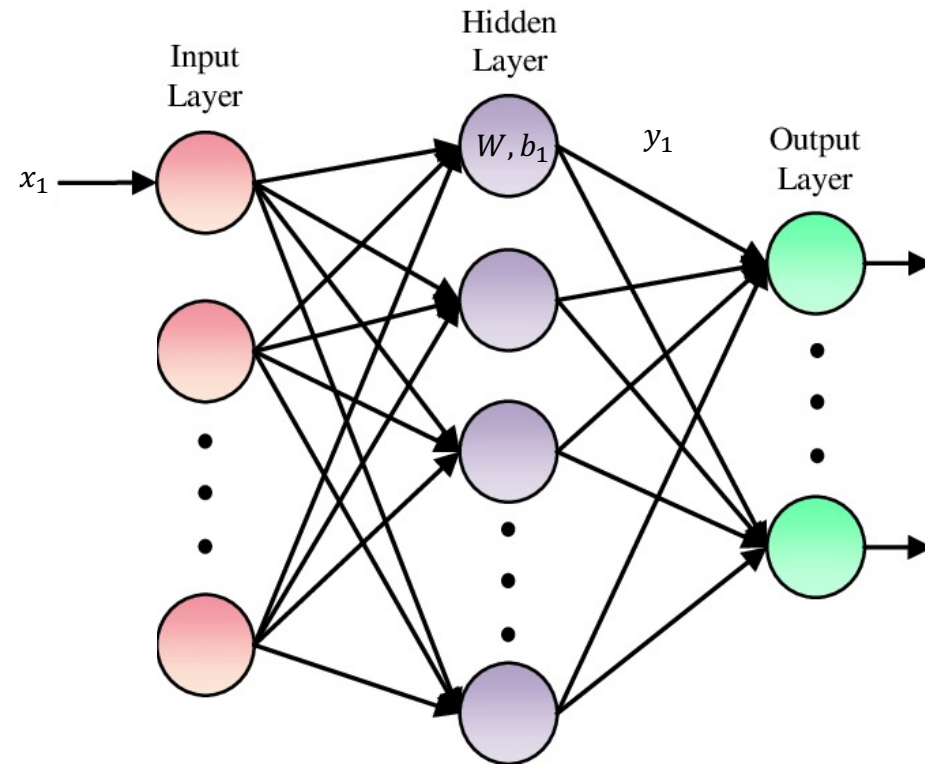 Hidden
Layer
Input
Layer
W, b₁
y₁
Output
Layer
x₁